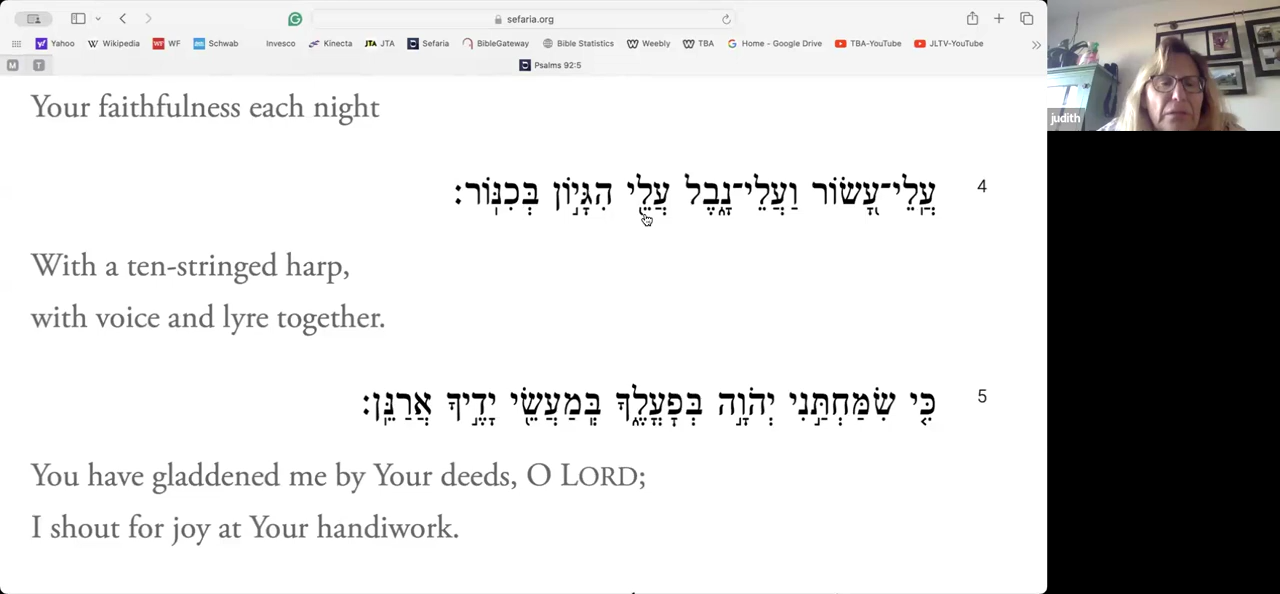 sefaria.org
Yahoo Wikipedia WF WF Schwab Invesco Kinecta JTA JTA Sefaria BibleGateway Bible Statistics Weebly TBA Home - Google Drive TBA-YouTube JLTV-YouTube
M T Psalms 92:5
judith
Your faithfulness each night
4 עֲֽלֵי־עָ֭שׂוֹר וַעֲלֵי־נָ֑בֶל עֲלֵ֖י הִגָּי֣וֹן בְּכִנּֽוֹר׃
With a ten-stringed harp,
with voice and lyre together.
5 כִּ֤י שִׂמַּחְתַּ֣נִי יְהֹוָ֣ה בְּפׇעֳלֶ֑ךָ בְּֽמַעֲשֵׂ֖י יָדֶ֣יךָ אֲרַנֵּֽן׃
You have gladdened me by Your deeds, O LORD;
I shout for joy at Your handiwork.